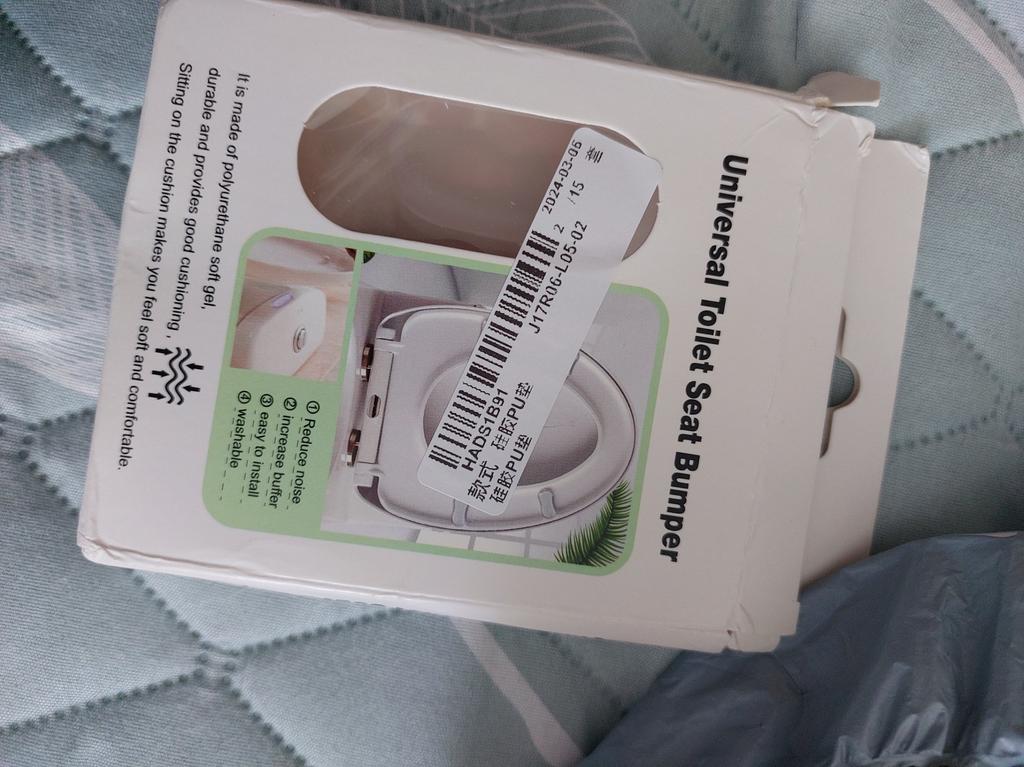 Universal Toilet Seat Bumper
2024-03-06
2 /15 套
J17R06-L05-02
HADS1B91
款式 硅胶PU垫
硅胶PU垫
① Reduce noise
② increase buffer
③ easy to install
④ washable
It is made of polyurethane soft gel,
durable and provides good cushioning,
Sitting on the cushion makes you feel soft and comfortable.